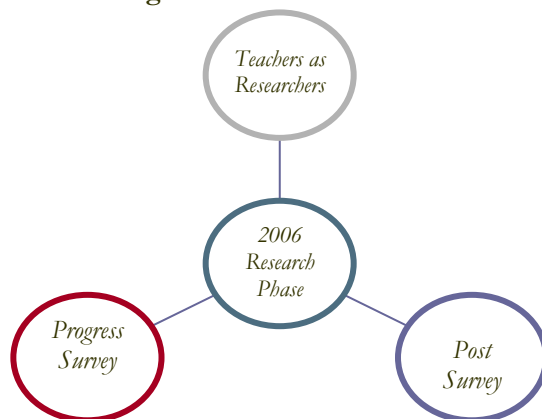 Teachers as
Researchers
2006
Research
Phase
Progress
Survey
Post
Survey